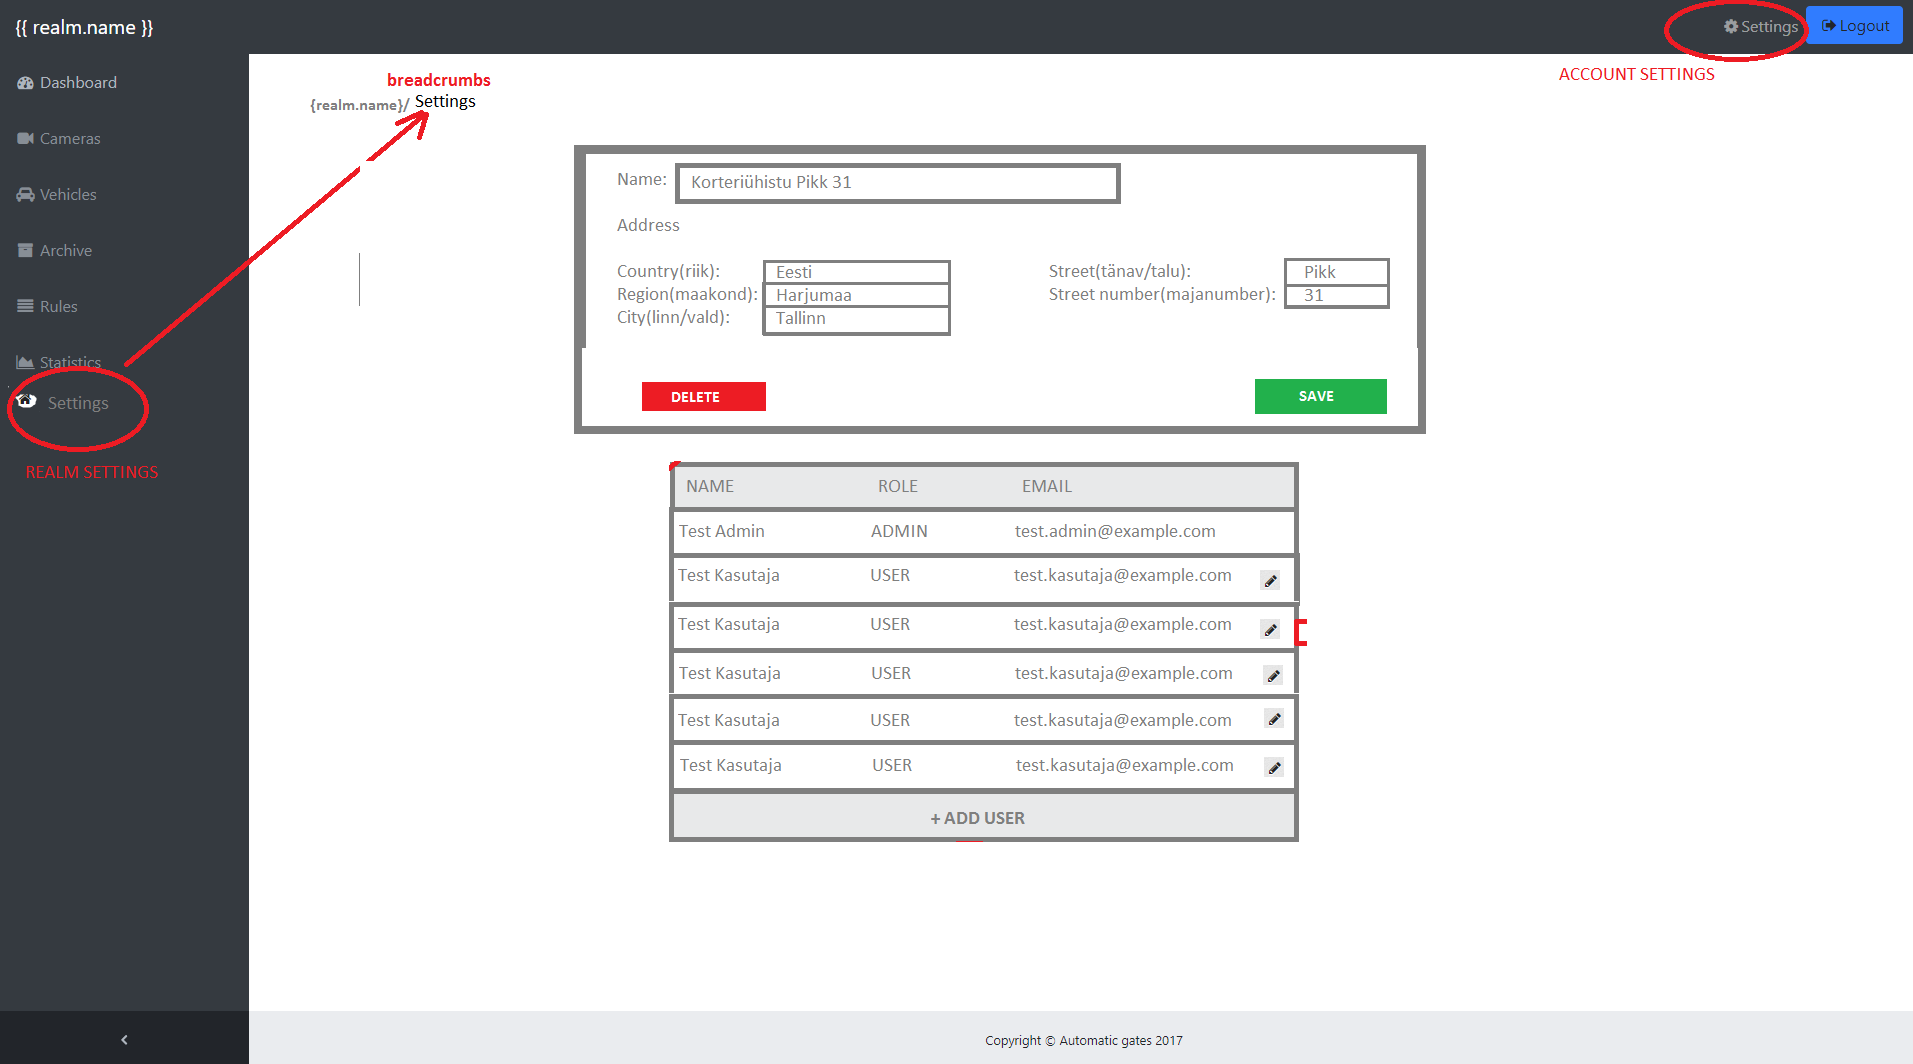 {{ realm.name }}
Settings
Logout
Dashboard
Cameras
Vehicles
Archive
Rules
Statistics
Settings
REALM SETTINGS
ACCOUNT SETTINGS
breadcrumbs
{realm.name}/ Settings
Name: Korteriühistu Pikk 31
Address
Country(riik): Eesti
Region(maakond): Harjumaa
City(linn/vald): Tallinn
Street(tänav/talu): Pikk
Street number(majanumber): 31
DELETE
SAVE
NAME ROLE EMAIL
Test Admin ADMIN test.admin@example.com
Test Kasutaja USER test.kasutaja@example.com
Test Kasutaja USER test.kasutaja@example.com
Test Kasutaja USER test.kasutaja@example.com
Test Kasutaja USER test.kasutaja@example.com
Test Kasutaja USER test.kasutaja@example.com
+ ADD USER
Copyright © Automatic gates 2017